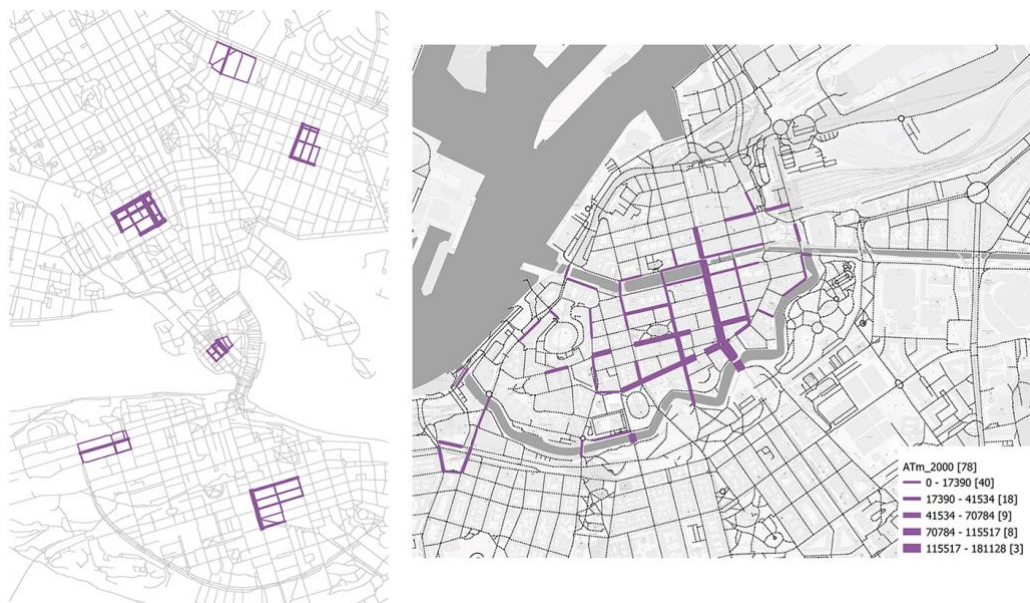 ATm_2000 [78]
0 - 17390 [40]
17390 - 41534 [18]
41534 - 70784 [9]
70784 - 115517 [8]
115517 - 181128 [3]